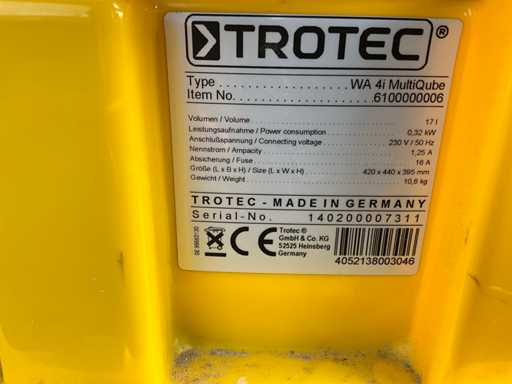 TROTEC®
Type .................... WA 4i MultiQube
Item No. .................... 6100000006
Volumen / Volume .................... 17 l
Leistungsaufnahme / Power consumption .................... 0,32 kW
Anschlußspannung / Connecting voltage .................... 230 V / 50 Hz
Nennstrom / Ampacity .................... 1,25 A
Absicherung / Fuse .................... 16 A
Größe (L x B x H) / Size (L x W x H) .................... 420 x 440 x 395 mm
Gewicht / Weight .................... 10,6 kg
TROTEC - MADE IN GERMANY
Serial-No. 140200007311
CE
Trotec ®
GmbH & Co. KG
52525 Heinsberg
Germany
4052138003046